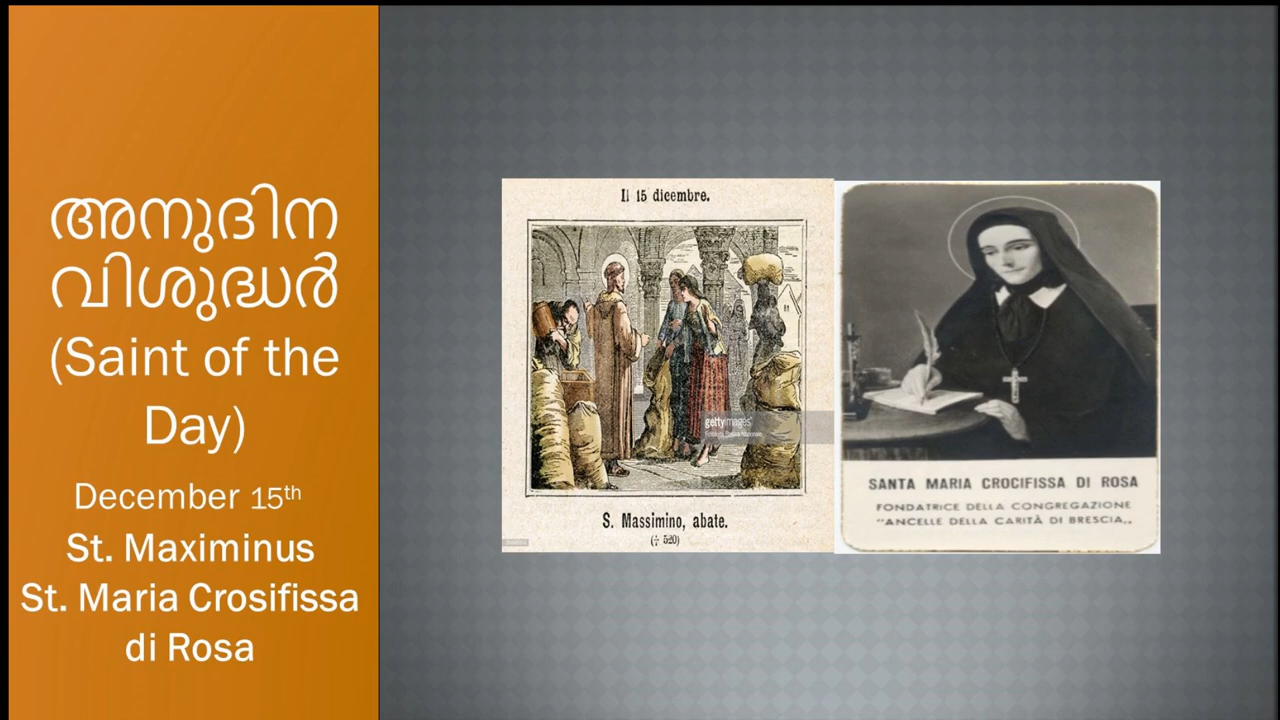 അനുദിന
വിശുദ്ധർ
(Saint of the
Day)
December 15th
St. Maximinus
St. Maria Crosifissa
di Rosa
Il 15 dicembre.
gettyimages
S. Massimino, abate.
(÷ 520)
SANTA MARIA CROCIFISSA DI ROSA
FONDATRICE DELLA CONGREGAZIONE
"ANCELLE DELLA CARITÀ DI BRESCIA,,